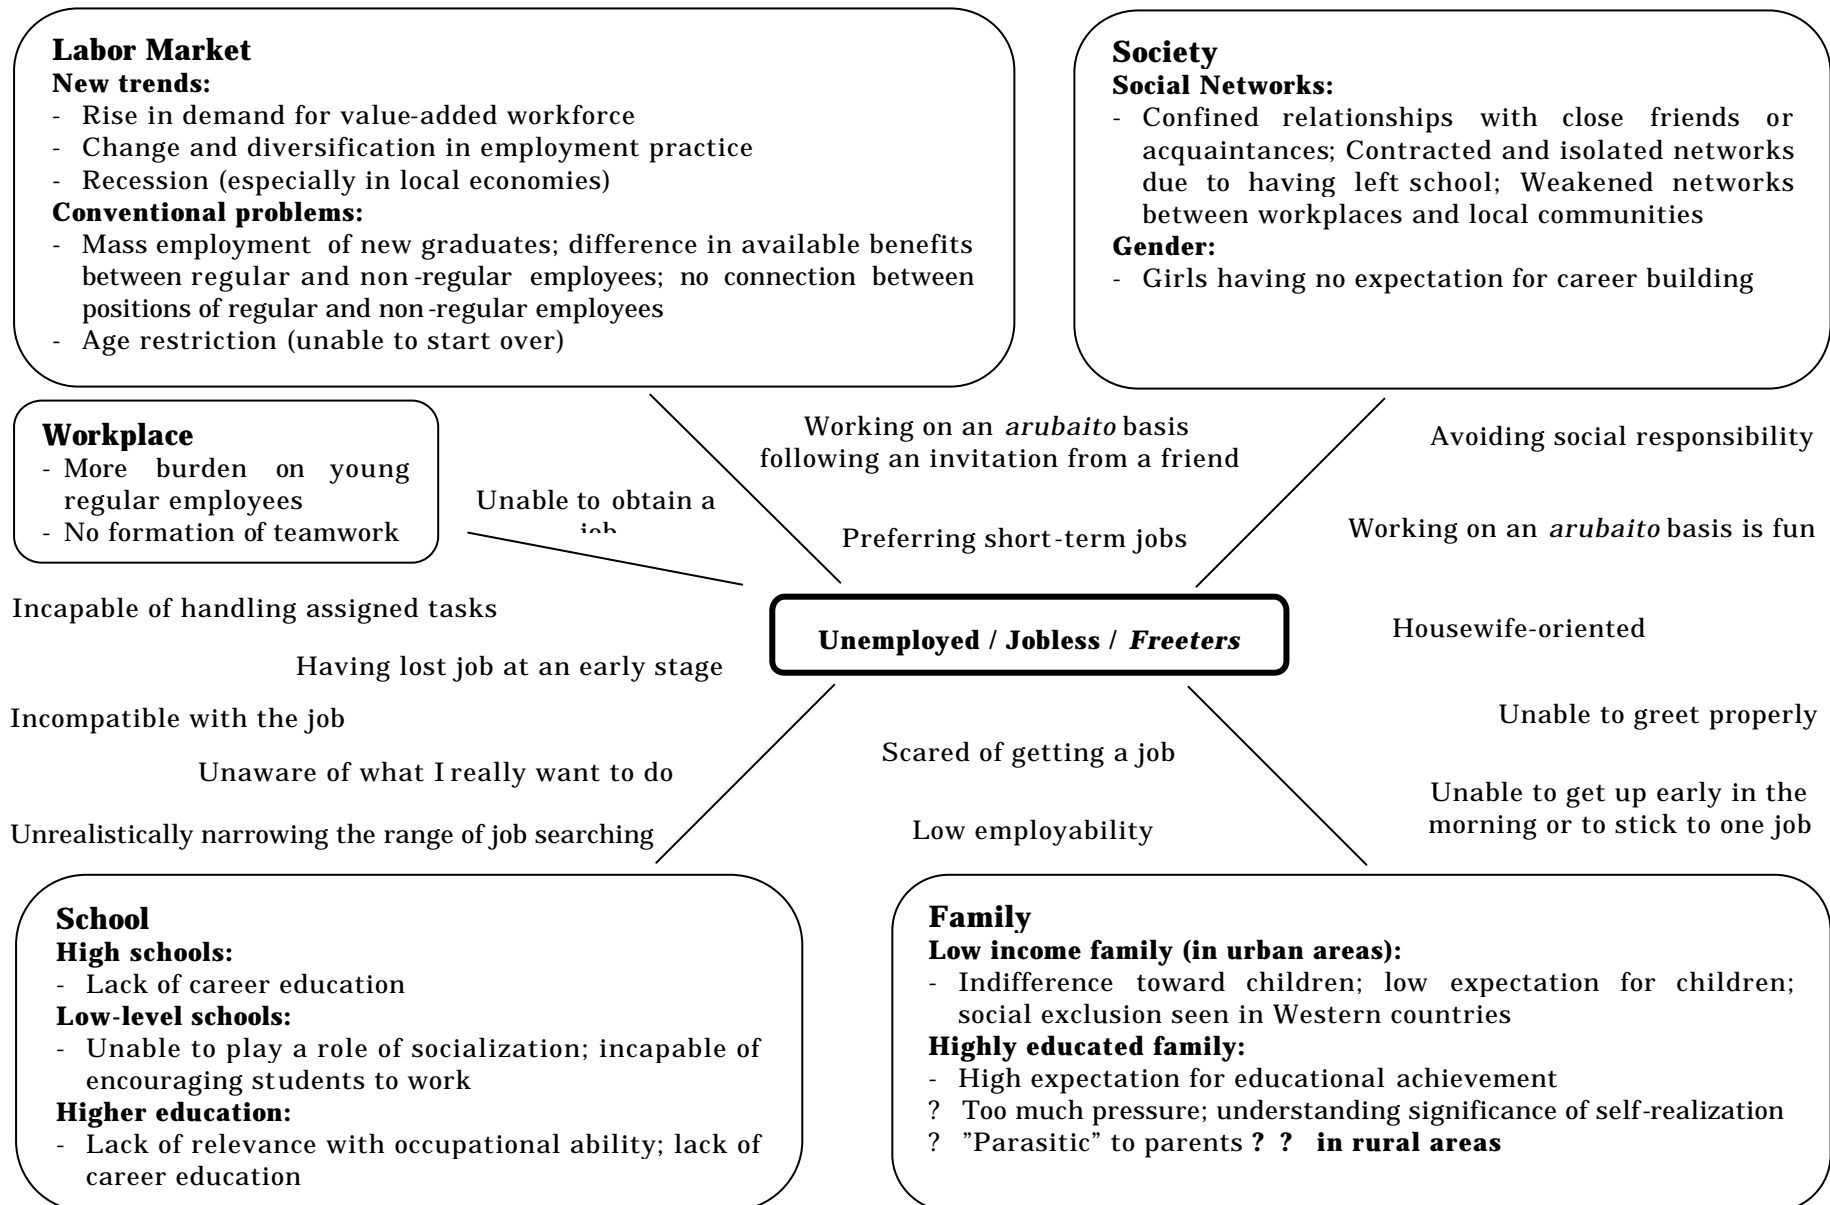 Labor Market
New trends:
- Rise in demand for value-added workforce
- Change and diversification in employment practice
- Recession (especially in local economies)
Conventional problems:
- Mass employment of new graduates; difference in available benefits
between regular and non-regular employees; no connection between
positions of regular and non-regular employees
- Age restriction (unable to start over)
Society
Social Networks:
- Confined relationships with close friends or
acquaintances; Contracted and isolated networks
due to having left school; Weakened networks
between workplaces and local communities
Gender:
- Girls having no expectation for career building
Workplace
- More burden on young
regular employees
- No formation of teamwork
Unable to obtain a
job
Working on an arubaito basis
following an invitation from a friend
Preferring short-term jobs
Avoiding social responsibility
Working on an arubaito basis is fun
Housewife-oriented
Incapable of handling assigned tasks
Having lost job at an early stage
Unemployed / Jobless / Freeters
Incompatible with the job
Unaware of what I really want to do
Unrealistically narrowing the range of job searching
Scared of getting a job
Low employability
Unable to greet properly
Unable to get up early in the
morning or to stick to one job
School
High schools:
- Lack of career education
Low-level schools:
- Unable to play a role of socialization; incapable of
encouraging students to work
Higher education:
- Lack of relevance with occupational ability; lack of
career education
Family
Low income family (in urban areas):
- Indifference toward children; low expectation for children;
social exclusion seen in Western countries
Highly educated family:
- High expectation for educational achievement
? Too much pressure; understanding significance of self-realization
? ”Parasitic” to parents ? ? in rural areas